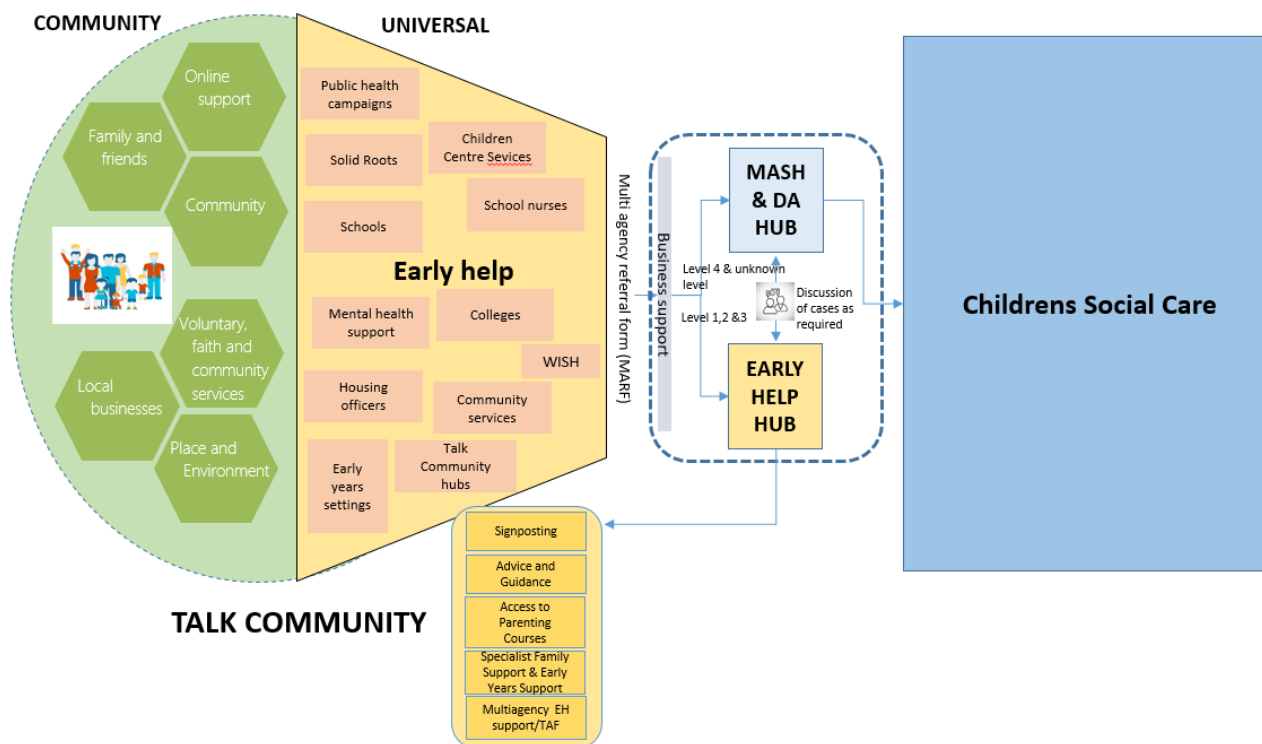 COMMUNITY
UNIVERSAL
Online
support
Family and
friends
Community
Voluntary,
faith and
community
services
Local
businesses
Place and
Environment
Public health
campaigns
Solid Roots
Children
Centre Sevices
School nurses
Schools
Early help
Mental health
support
Colleges
WISH
Housing
officers
Community
services
Talk
Community
hubs
Early
years
settings
TALK COMMUNITY
Multi agency referral form (MARF)
Business support
MASH
& DA
HUB
Level 4 & unknown
level
Level 1,2 &3
Discussion
of cases as
required
EARLY
HELP
HUB
Childrens Social Care
Signposting
Advice and
Guidance
Access to
Parenting
Courses
Specialist Family
Support & Early
Years Support
Multiagency EH
support/TAF